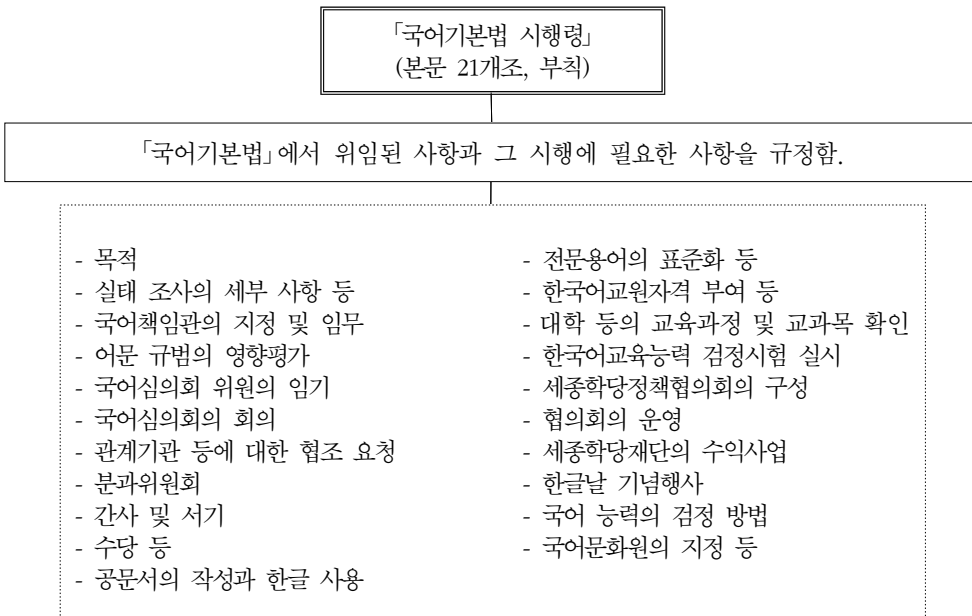 「국어기본법 시행령」
(본문 21개조, 부칙)
「국어기본법」에서 위임된 사항과 그 시행에 필요한 사항을 규정함.
- 목적
- 실태 조사의 세부 사항 등
- 국어책임관의 지정 및 임무
- 어문 규범의 영향평가
- 국어심의회 위원의 임기
- 국어심의회의 회의
- 관계기관 등에 대한 협조 요청
- 분과위원회
- 간사 및 서기
- 수당 등
- 공문서의 작성과 한글 사용
- 전문용어의 표준화 등
- 한국어교원자격 부여 등
- 대학 등의 교육과정 및 교과목 확인
- 한국어교육능력 검정시험 실시
- 세종학당정책협의회의 구성
- 협의회의 운영
- 세종학당재단의 수익사업
- 한글날 기념행사
- 국어 능력의 검정 방법
- 국어문화원의 지정 등